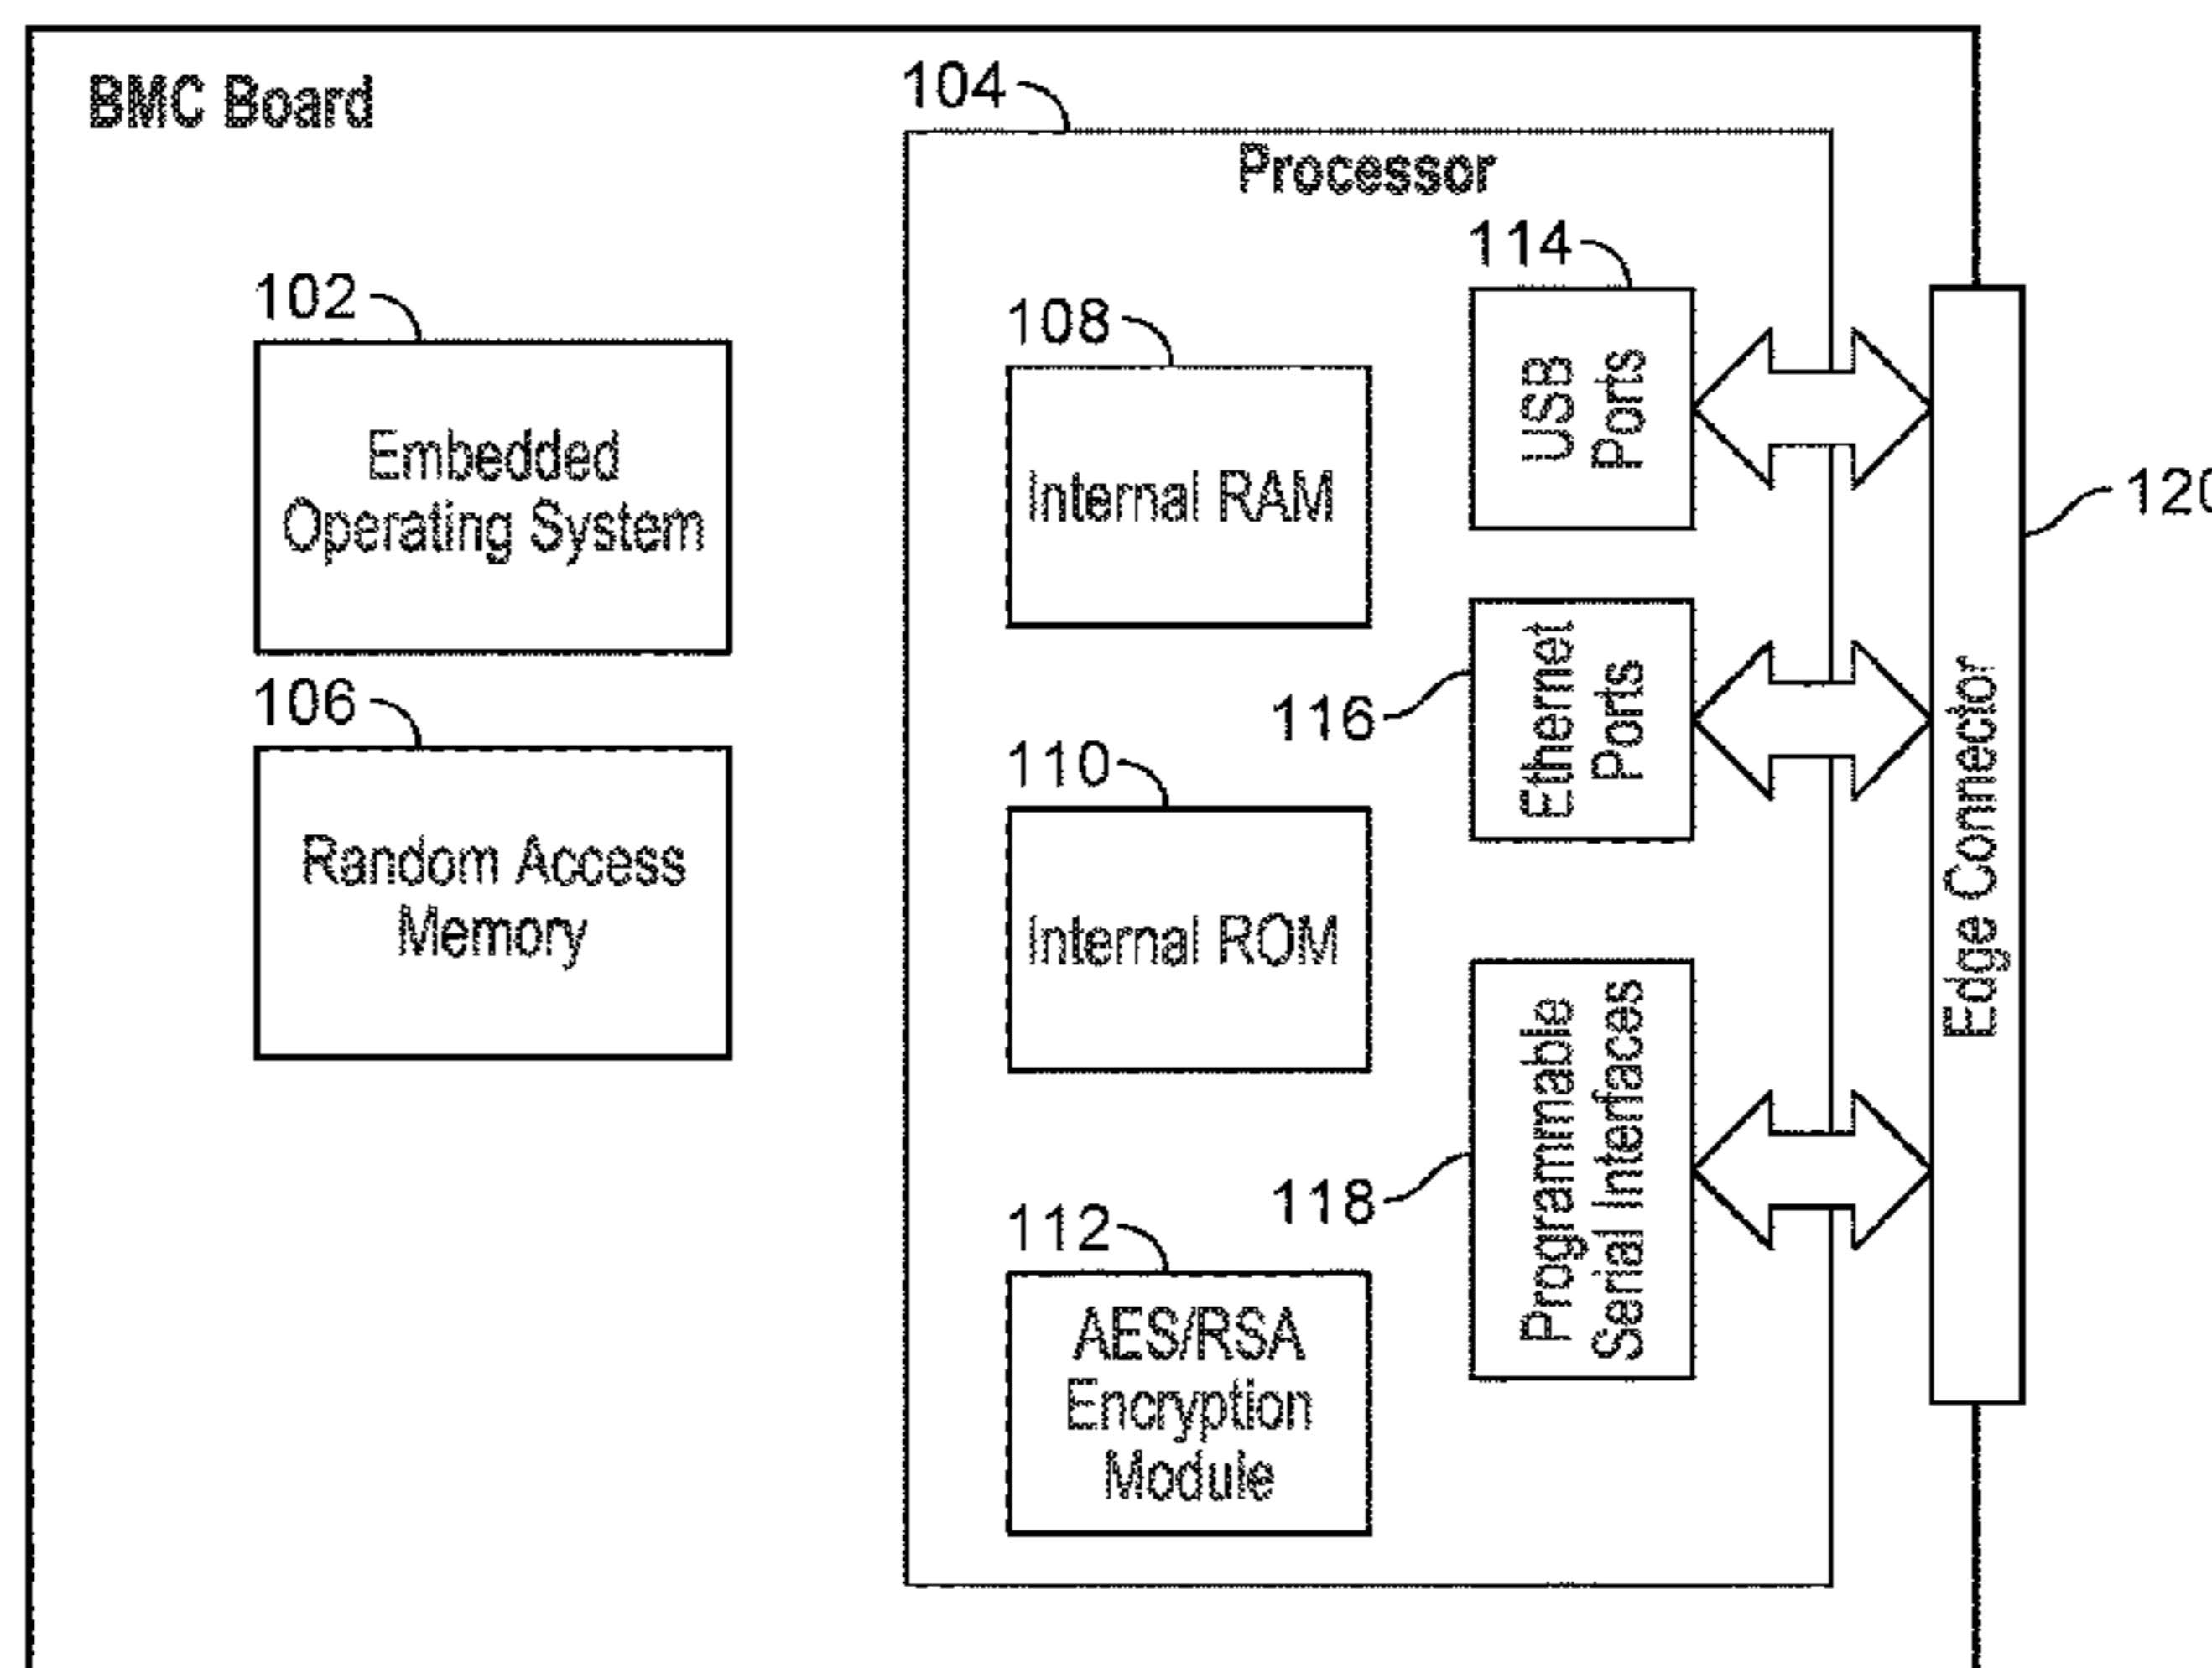 BMC Board
104
Processor
102
Embedded
Operating System
106
Random Access
Memory
108
Internal RAM
110
Internal ROM
112
AES/RSA
Encryption
Module
114
USB
Ports
116
Ethernet
Ports
118
Programmable
Serial Interfaces
Edge Connector
120